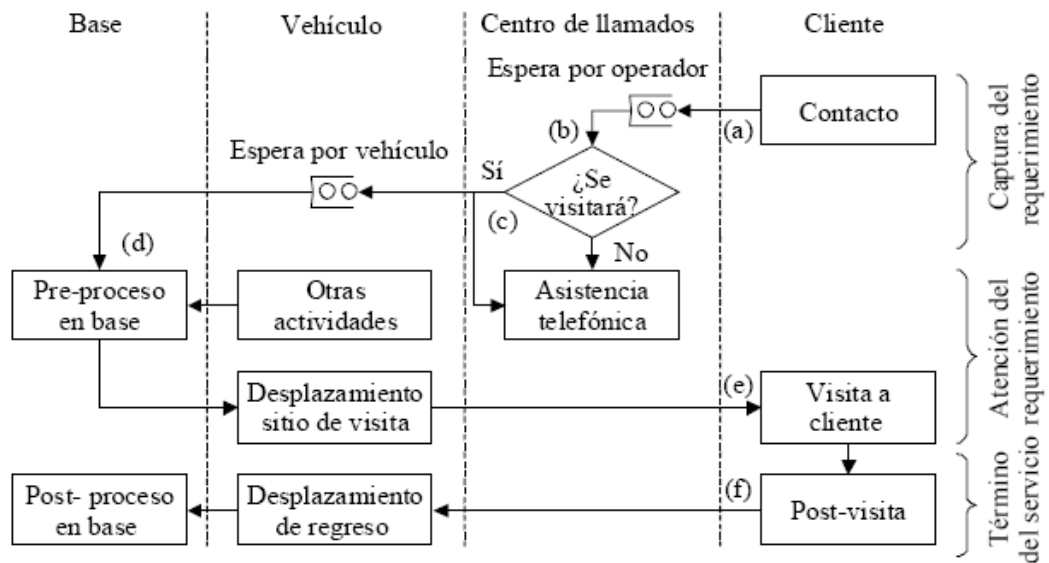 Base
Vehículo
Centro de llamados
Cliente
Espera por operador
Contacto
(a)
(b)
Espera por vehículo
Sí
¿Se
visitará?
(c)
(d)
No
Pre-proceso
en base
Otras
actividades
Asistencia
telefónica
Desplazamiento
sitio de visita
(e)
Visita a
cliente
Post- proceso
en base
Desplazamiento
de regreso
(f)
Post-visita
Captura del
requerimiento
Atención del
requerimiento
Término
del servicio